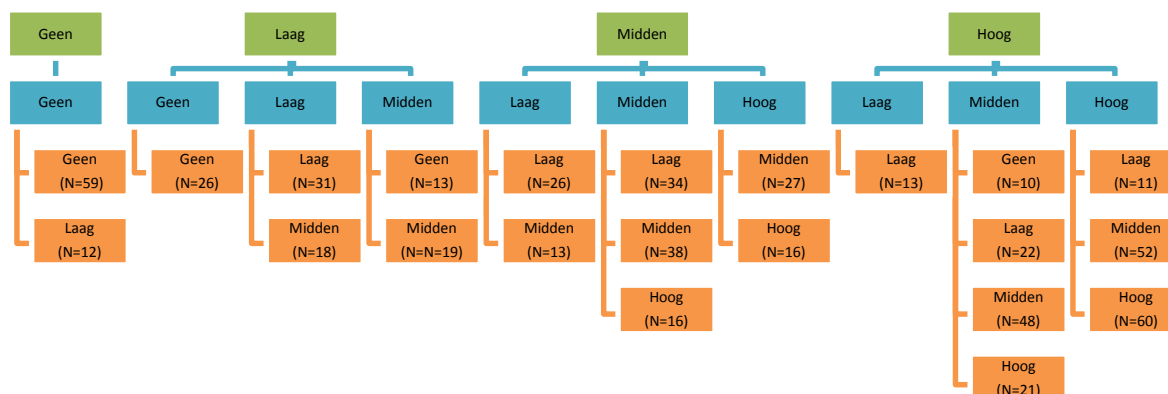 Geen
Laag
Midden
Hoog
Geen
Geen
Laag
Midden
Laag
Midden
Hoog
Laag
Midden
Hoog
Geen
(N=59)
Geen
(N=26)
Laag
(N=31)
Geen
(N=13)
Laag
(N=26)
Laag
(N=34)
Midden
(N=27)
Laag
(N=13)
Geen
(N=10)
Laag
(N=11)
Laag
(N=12)
Midden
(N=18)
Midden
(N=N=19)
Midden
(N=13)
Midden
(N=38)
Hoog
(N=16)
Laag
(N=22)
Midden
(N=52)
Hoog
(N=16)
Midden
(N=48)
Hoog
(N=60)
Hoog
(N=21)